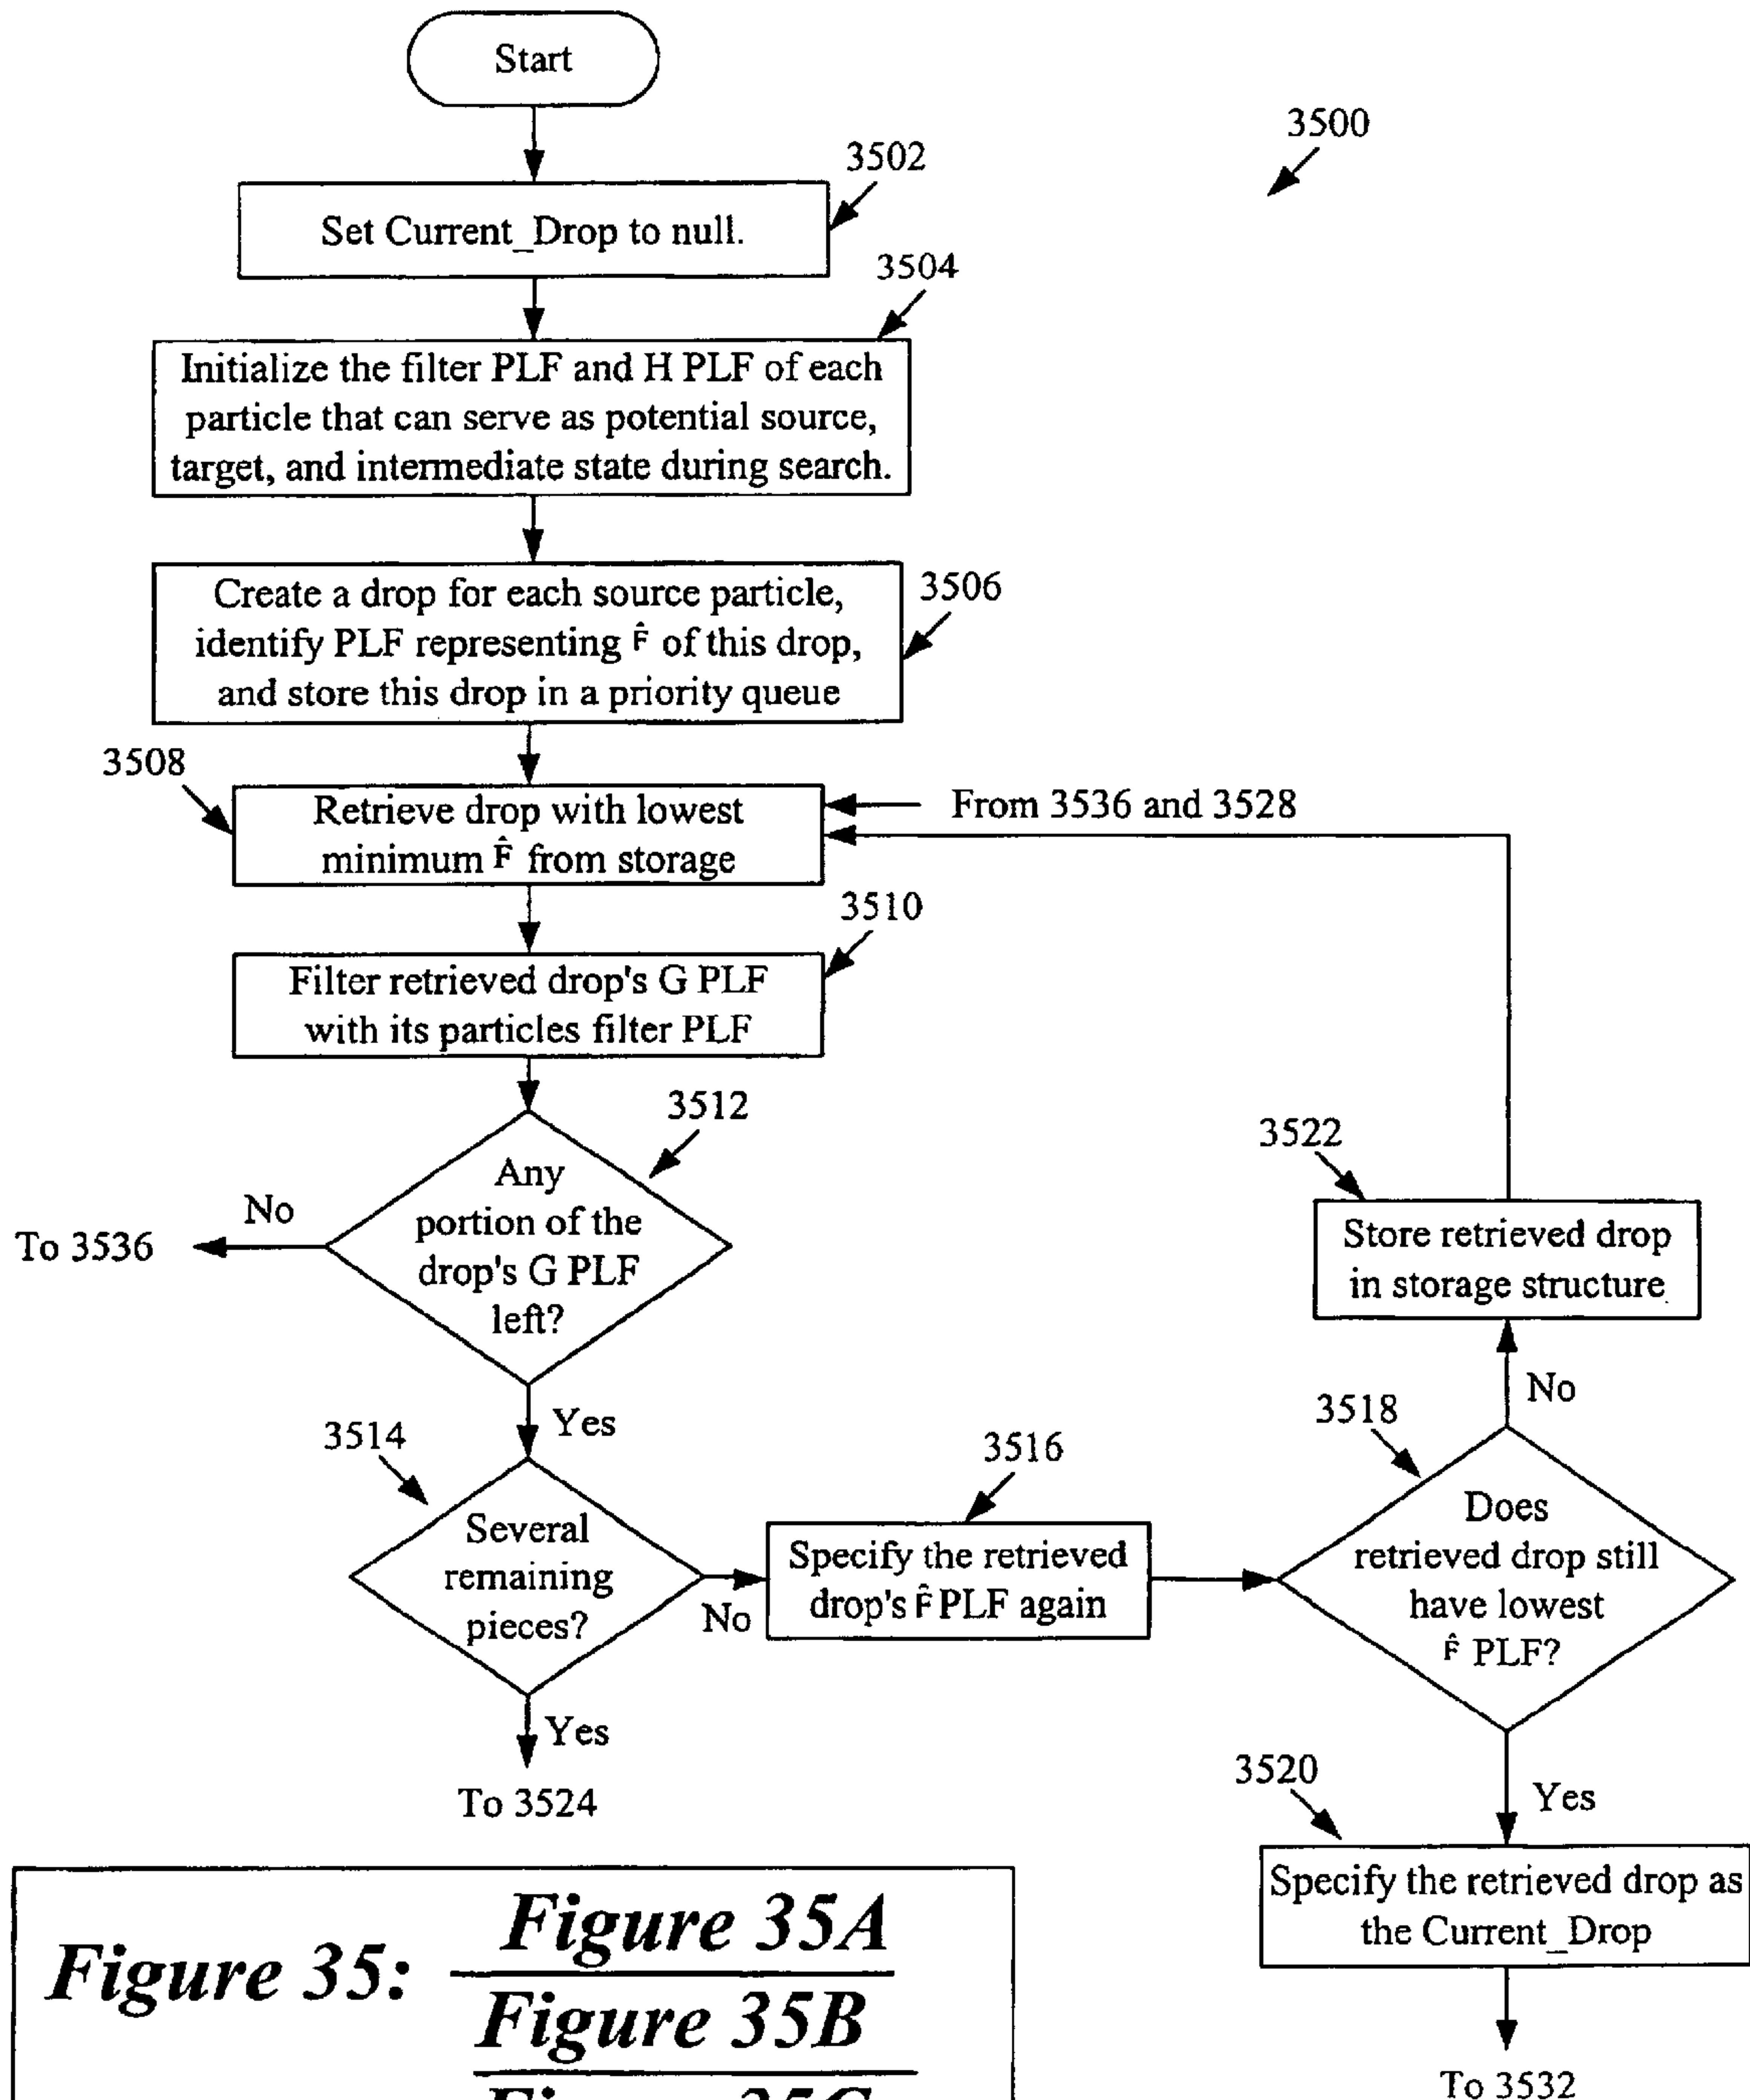 Start
3500
3502
Set Current_Drop to null.
3504
Initialize the filter PLF and H PLF of each
particle that can serve as potential source,
target, and intermediate state during search.
3506
Create a drop for each source particle,
identify PLF representing F̂ of this drop,
and store this drop in a priority queue
3508
Retrieve drop with lowest
minimum F̂ from storage
From 3536 and 3528
3510
Filter retrieved drop's G PLF
with its particles filter PLF
3512
Any
portion of the
drop's G PLF
left?
No
To 3536
Yes
3514
Several
remaining
pieces?
No
Yes
To 3524
3516
Specify the retrieved
drop's F̂ PLF again
3518
Does
retrieved drop still
have lowest
F̂ PLF?
No
3522
Store retrieved drop
in storage structure
Yes
3520
Specify the retrieved drop as
the Current_Drop
To 3532
Figure 35:
Figure 35A
Figure 35B
Figure 35C